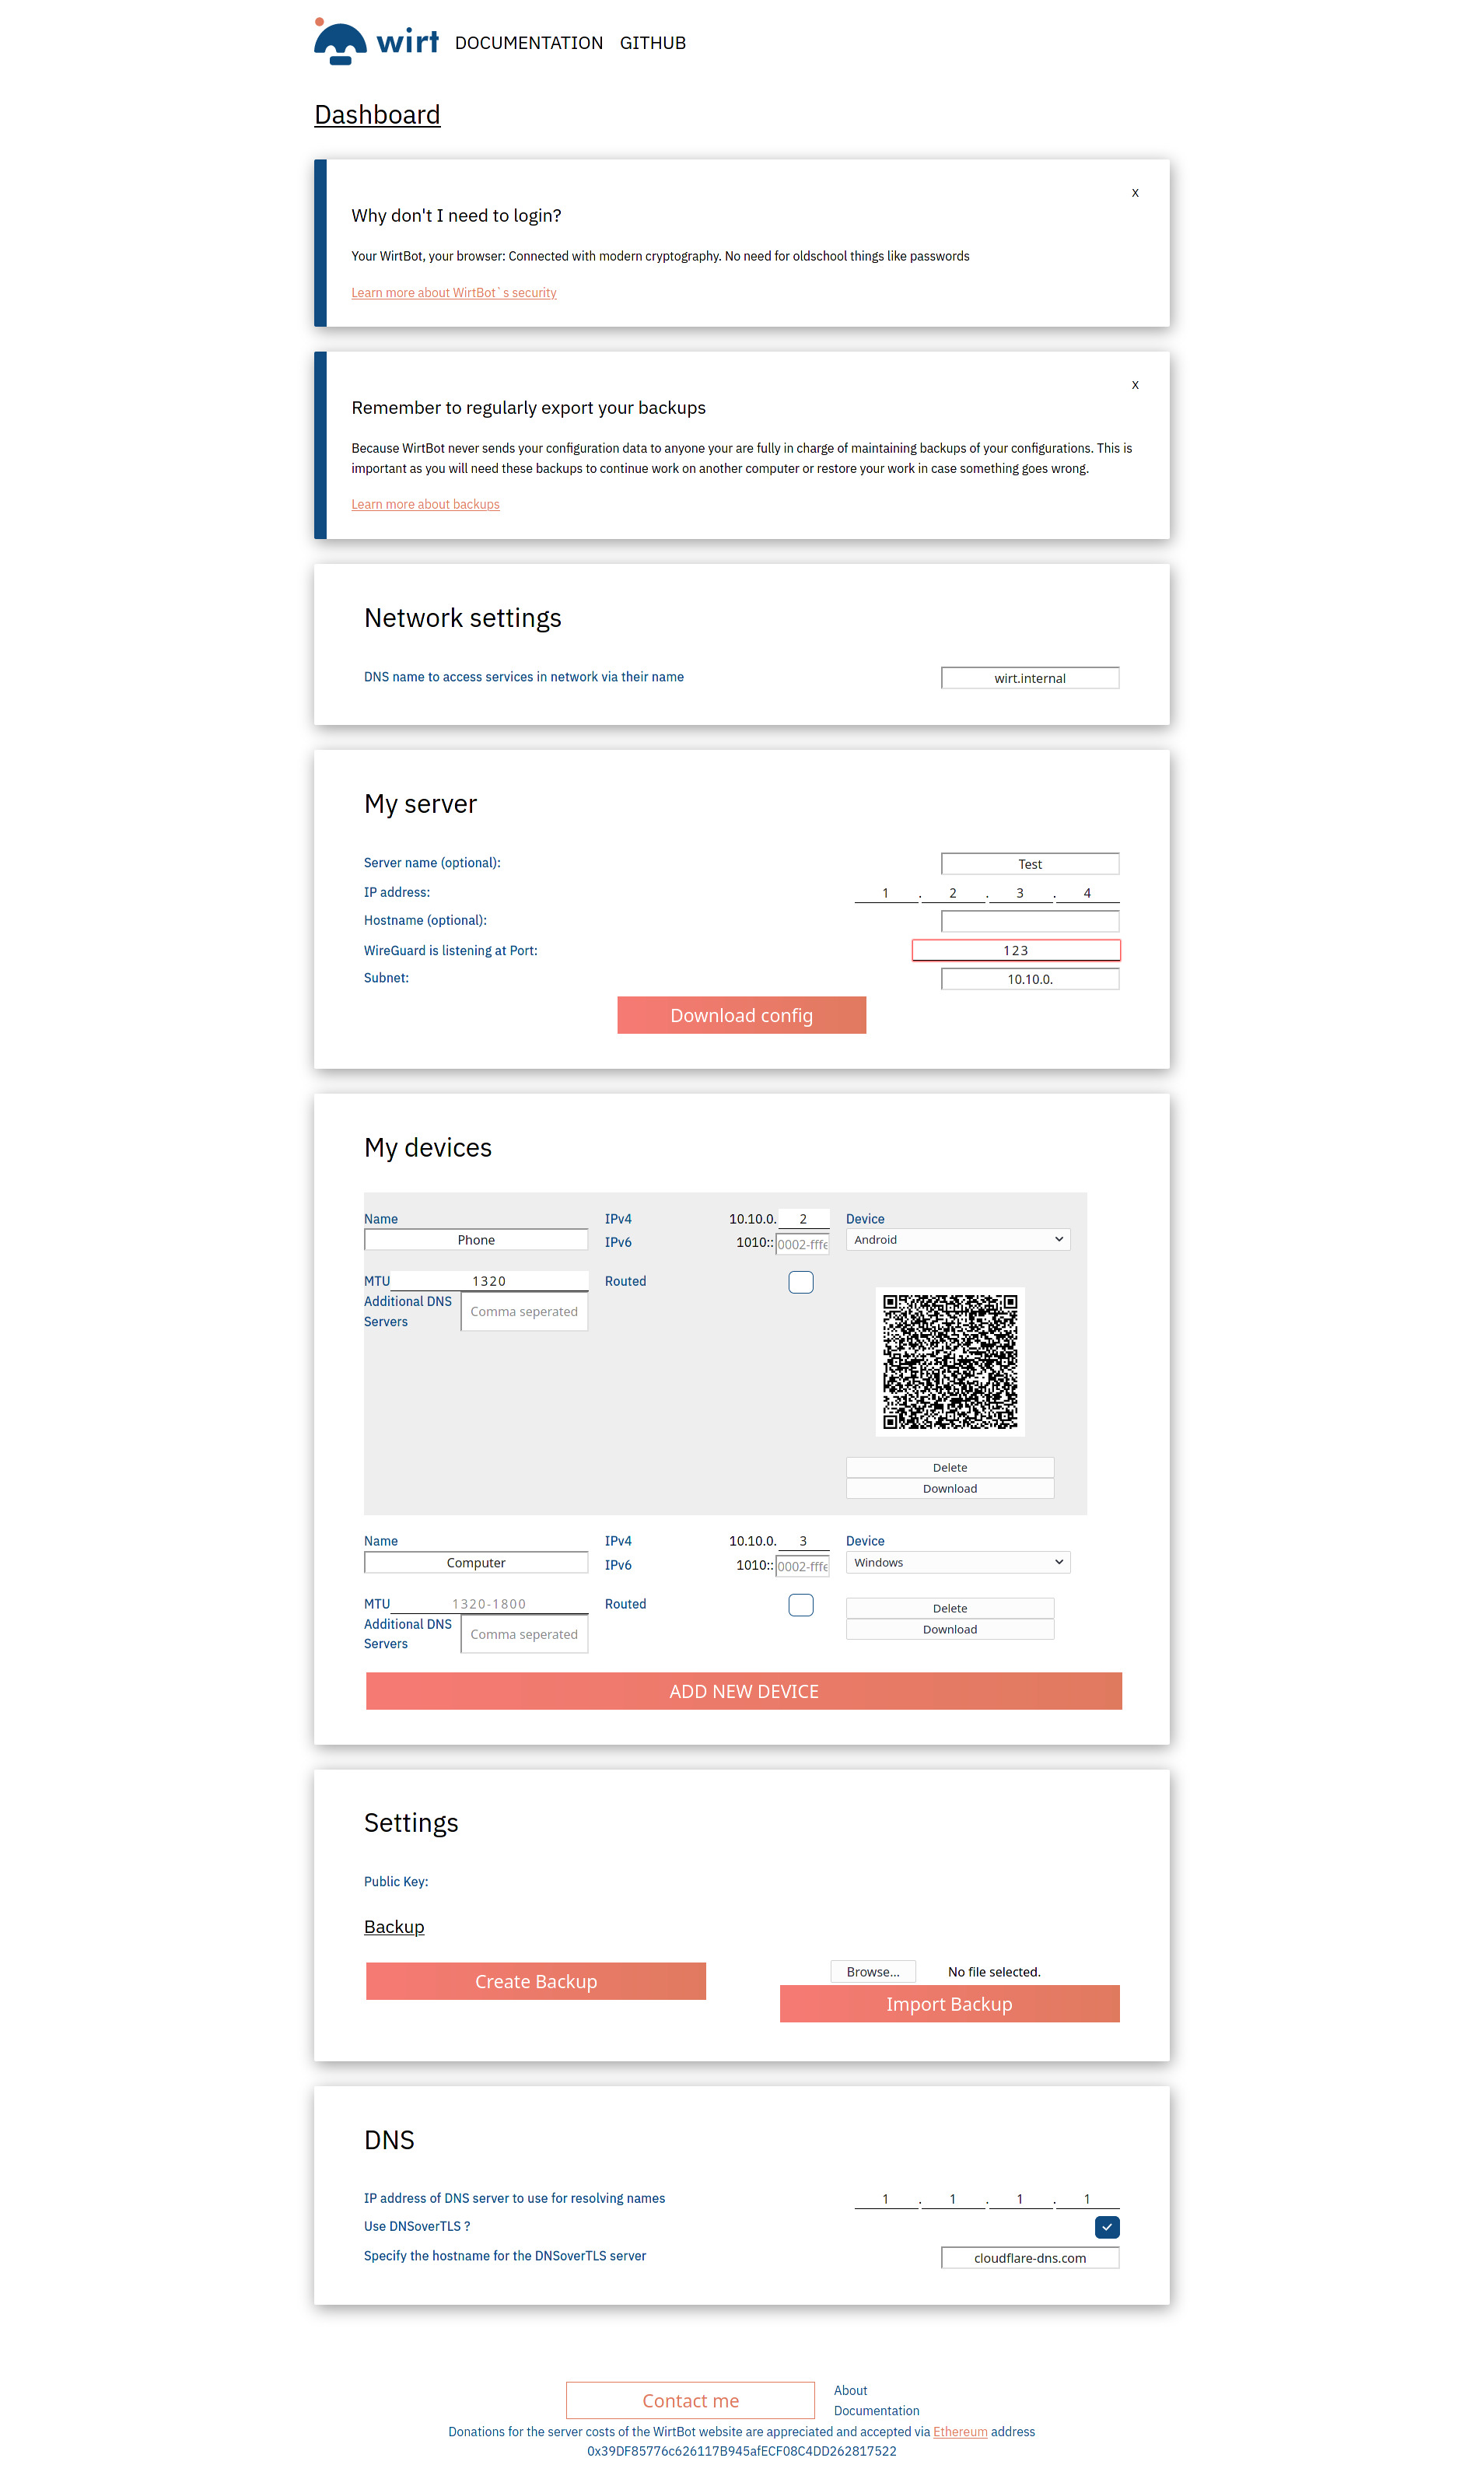 wirt DOCUMENTATION GITHUB
Dashboard
x
Why don't I need to login?
Your WirtBot, your browser: Connected with modern cryptography. No need for oldschool things like passwords
Learn more about WirtBot`s security
x
Remember to regularly export your backups
Because WirtBot never sends your configuration data to anyone your are fully in charge of maintaining backups of your configurations. This is
important as you will need these backups to continue work on another computer or restore your work in case something goes wrong.
Learn more about backups
Network settings
DNS name to access services in network via their name wirt.internal
My server
Server name (optional): Test
IP address: 1 . 2 . 3 . 4
Hostname (optional):
WireGuard is listening at Port: 123
Subnet: 10.10.0.
Download config
My devices
Name IPv4 10.10.0. 2 Device
Phone IPv6 1010:: 0002-fffe Android
MTU 1320 Routed
Additional DNS Comma seperated
Servers
Delete
Download
Name IPv4 10.10.0. 3 Device
Computer IPv6 1010:: 0002-fffe Windows
MTU 1320-1800 Routed Delete
Additional DNS Comma seperated Download
Servers
ADD NEW DEVICE
Settings
Public Key:
Backup
Browse... No file selected.
Create Backup
Import Backup
DNS
IP address of DNS server to use for resolving names 1 . 1 . 1 . 1
Use DNSoverTLS ?
Specify the hostname for the DNSoverTLS server cloudflare-dns.com
Contact me About
Documentation
Donations for the server costs of the WirtBot website are appreciated and accepted via Ethereum address
0x39DF85776c626117B945afECF08C4DD262817522